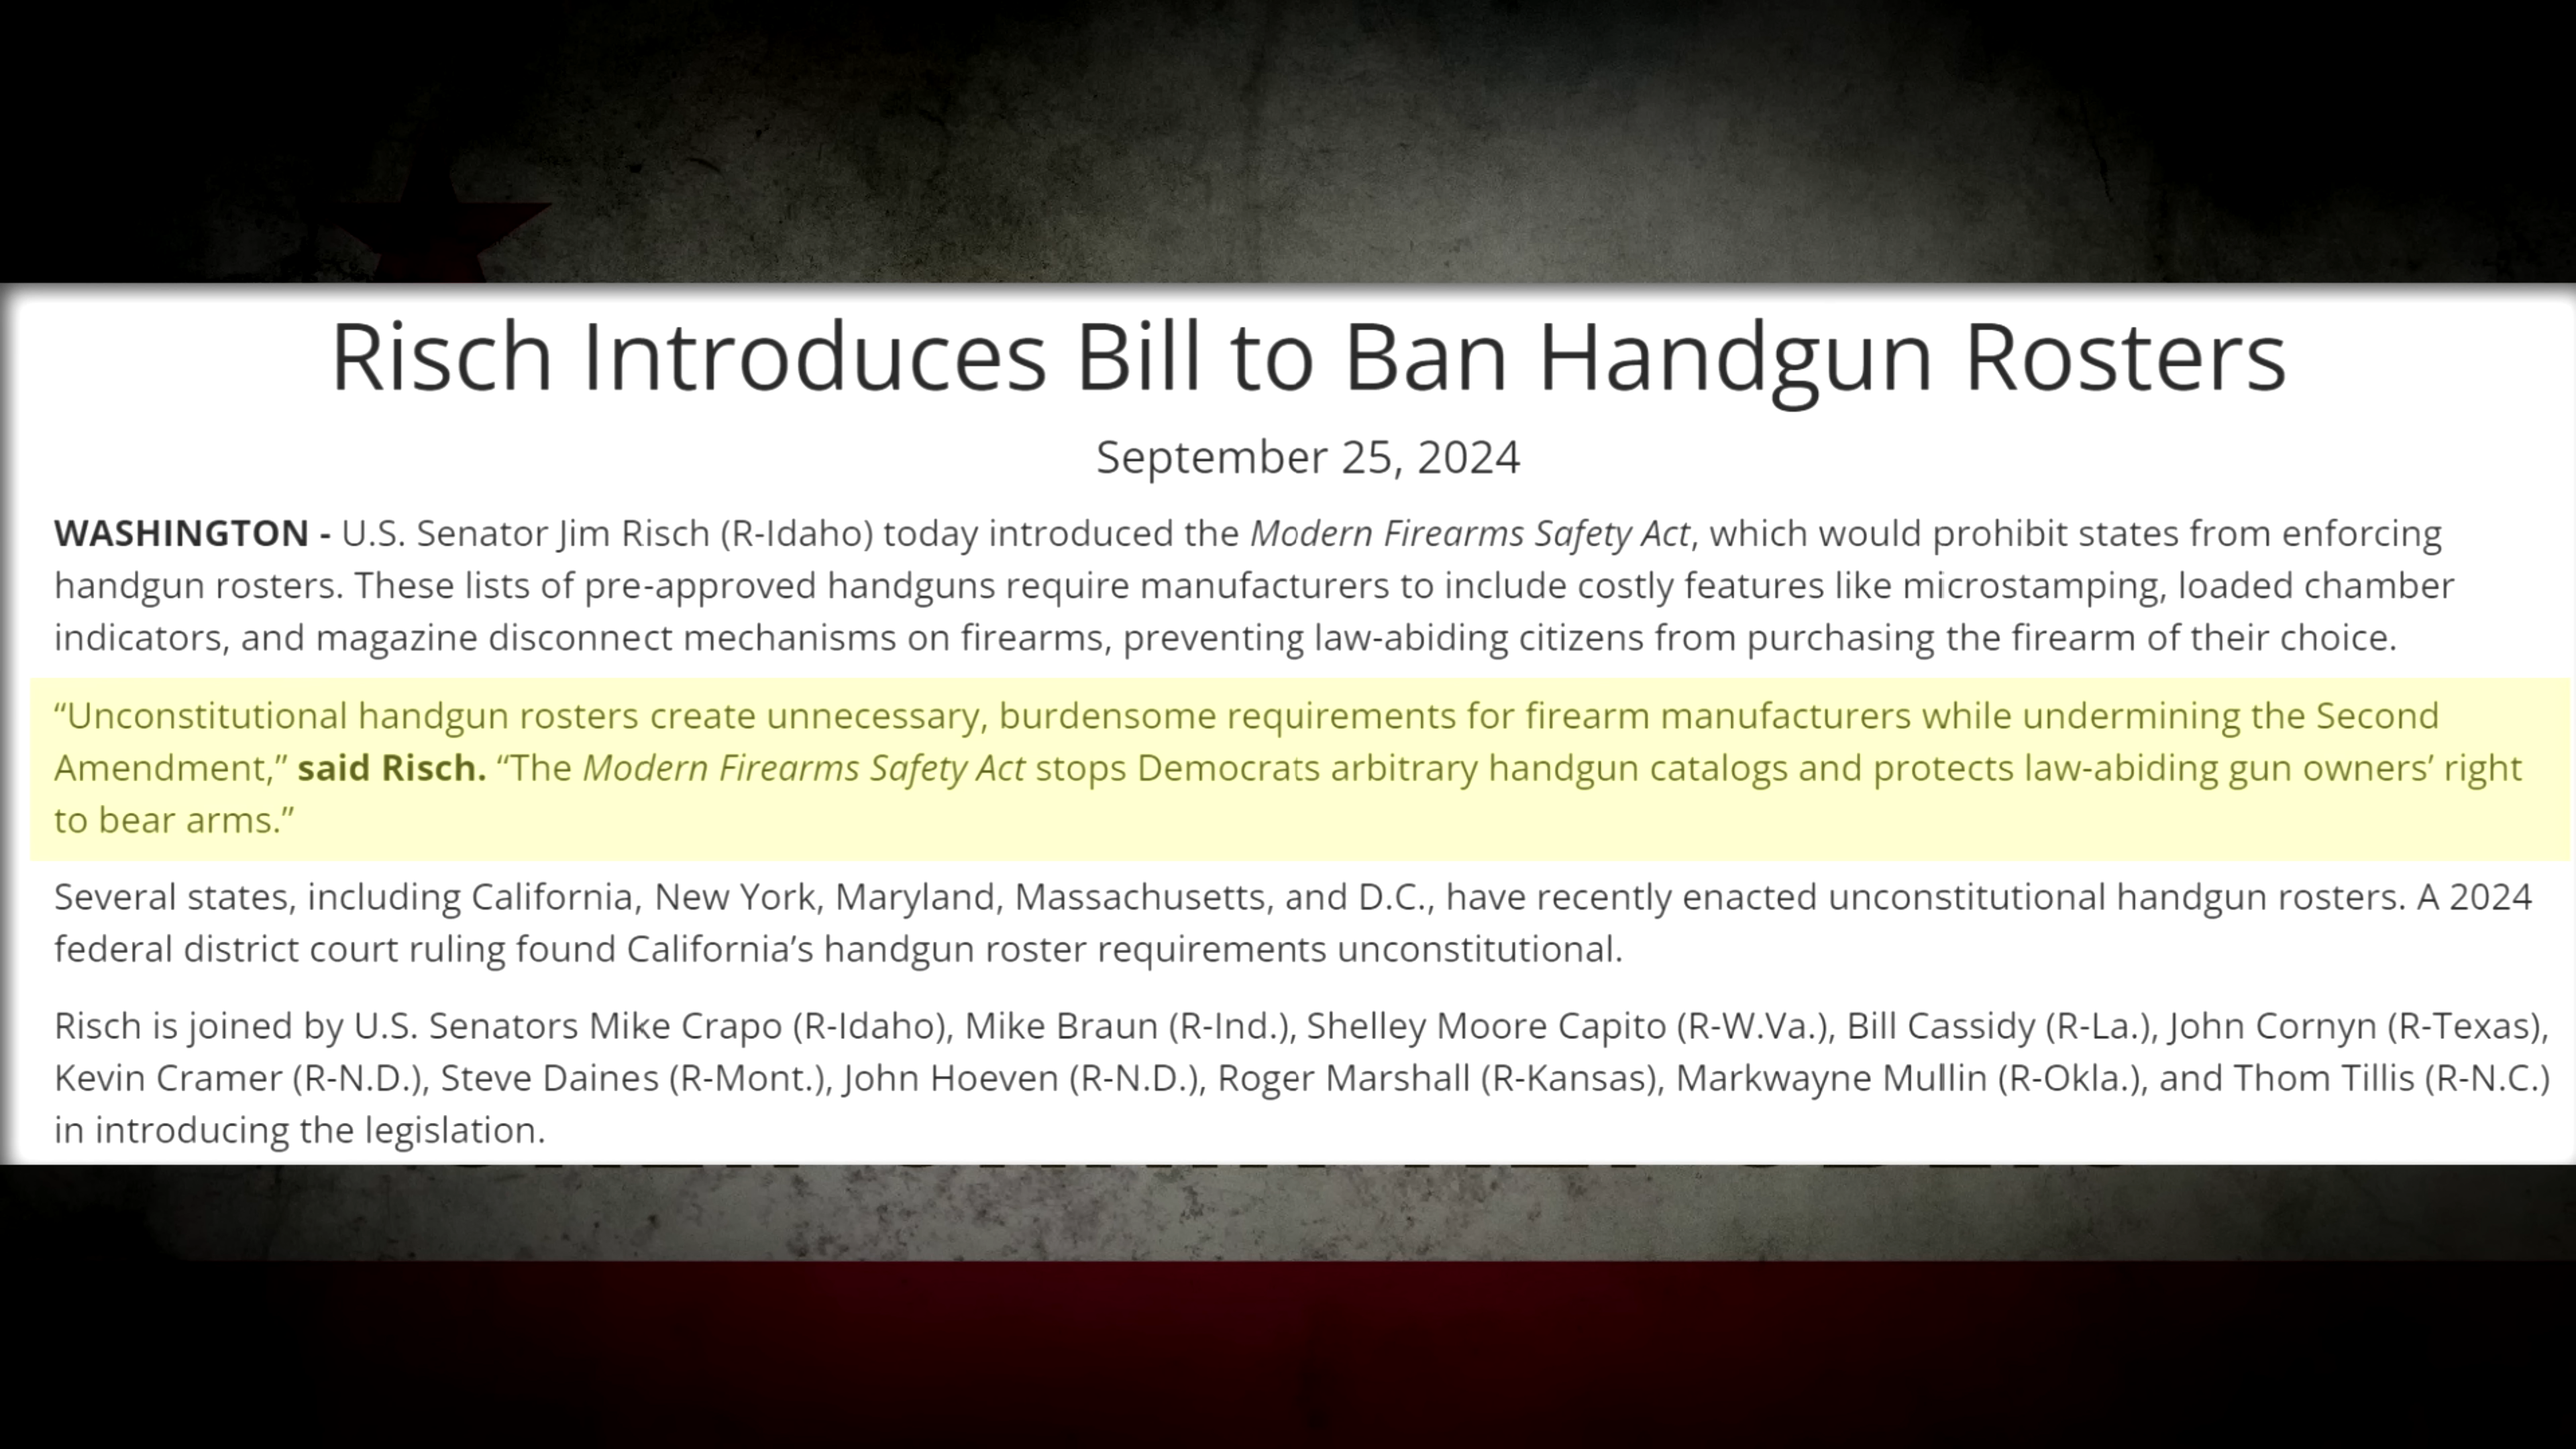 Risch Introduces Bill to Ban Handgun Rosters
September 25, 2024
WASHINGTON - U.S. Senator Jim Risch (R-Idaho) today introduced the Modern Firearms Safety Act, which would prohibit states from enforcing
handgun rosters. These lists of pre-approved handguns require manufacturers to include costly features like microstamping, loaded chamber
indicators, and magazine disconnect mechanisms on firearms, preventing law-abiding citizens from purchasing the firearm of their choice.
“Unconstitutional handgun rosters create unnecessary, burdensome requirements for firearm manufacturers while undermining the Second
Amendment,” said Risch. “The Modern Firearms Safety Act stops Democrats arbitrary handgun catalogs and protects law-abiding gun owners’ right
to bear arms.”
Several states, including California, New York, Maryland, Massachusetts, and D.C., have recently enacted unconstitutional handgun rosters. A 2024
federal district court ruling found California’s handgun roster requirements unconstitutional.
Risch is joined by U.S. Senators Mike Crapo (R-Idaho), Mike Braun (R-Ind.), Shelley Moore Capito (R-W.Va.), Bill Cassidy (R-La.), John Cornyn (R-Texas),
Kevin Cramer (R-N.D.), Steve Daines (R-Mont.), John Hoeven (R-N.D.), Roger Marshall (R-Kansas), Markwayne Mullin (R-Okla.), and Thom Tillis (R-N.C.)
in introducing the legislation.